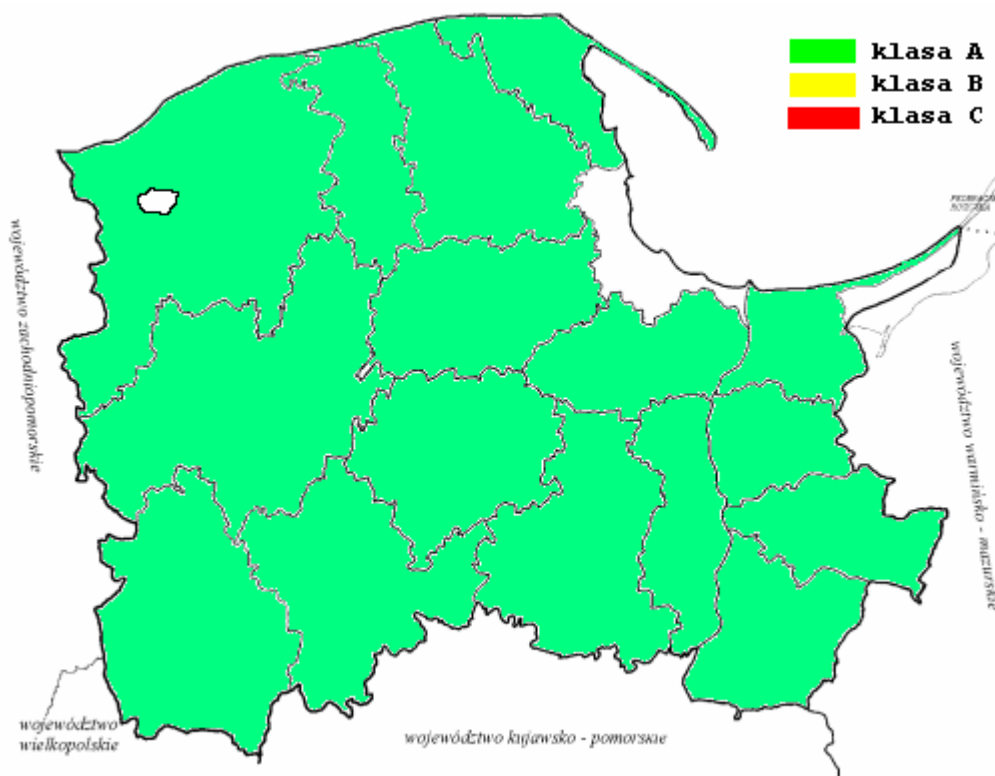 klasa A
klasa B
klasa C
województwo zachodniopomorskie
województwo warmińsko - mazurskie
województwo
wielkopolskie
województwo kujawsko - pomorskie